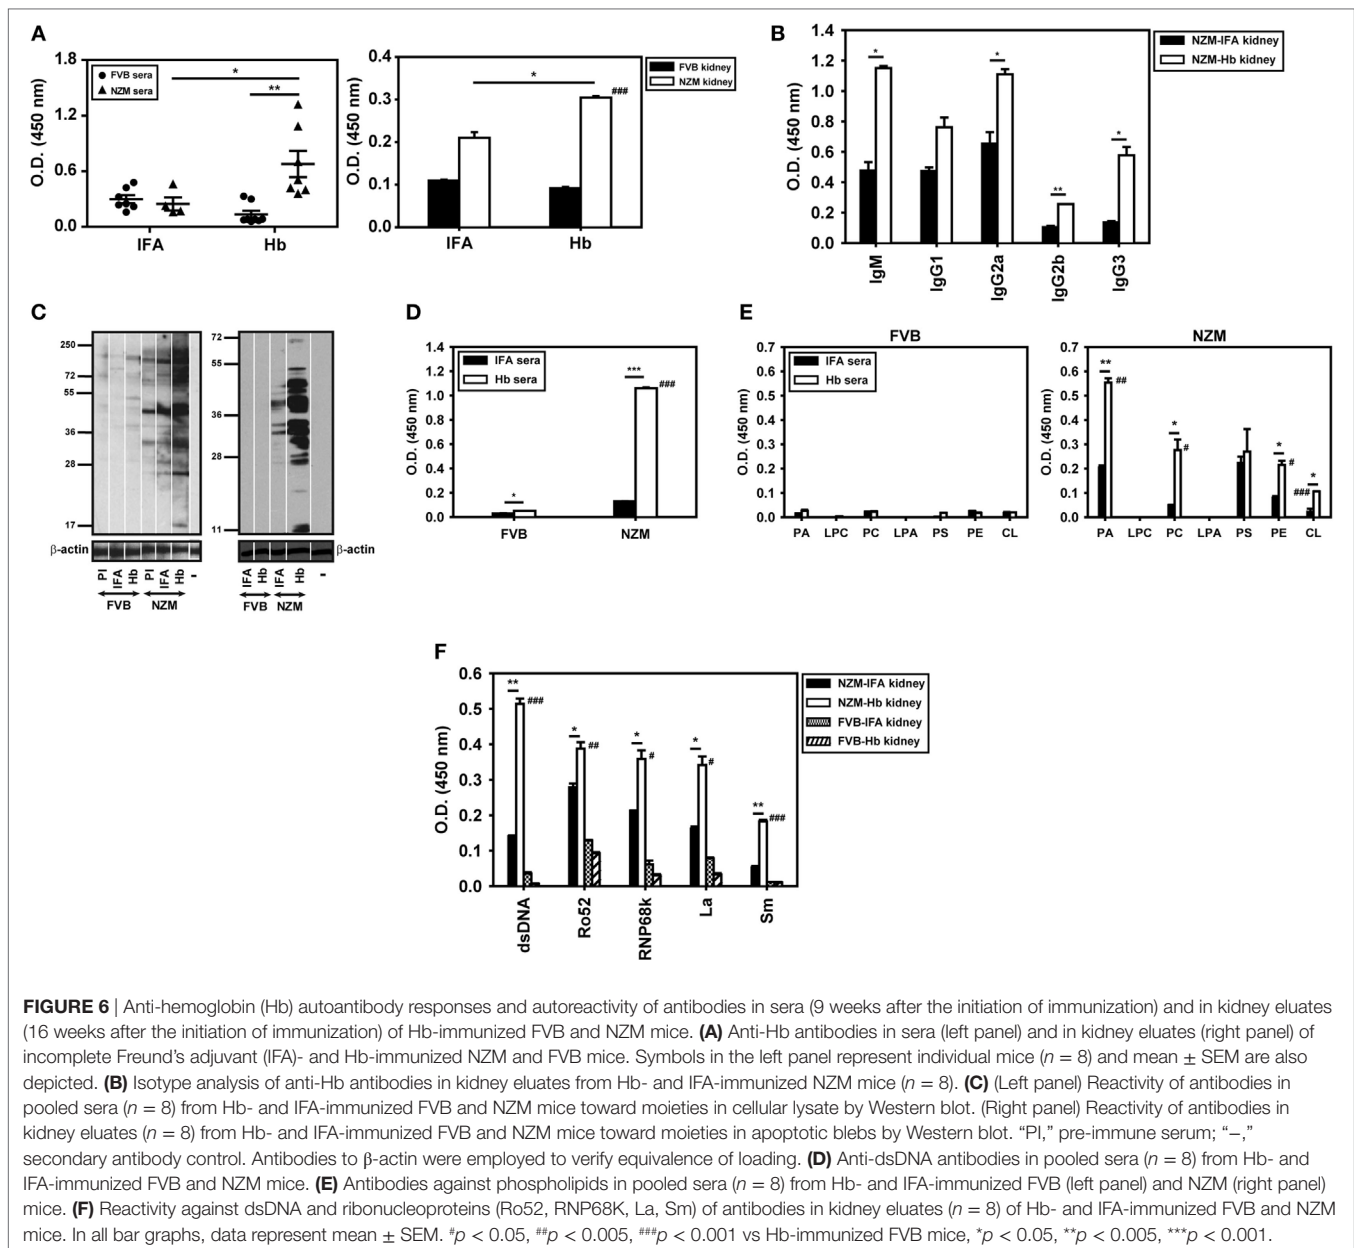 A
1.8
1.2
0.6
0.0
O.D. (450 nm)
● FVB sera
▲ NZM sera
*
**
IFA
Hb
0.4
0.3
0.2
0.1
0.0
O.D. (450 nm)
FVB kidney
NZM kidney
*
###
IFA
Hb
B
1.4
1.2
1.0
0.8
0.6
0.4
0.2
0.0
O.D. (450 nm)
NZM-IFA kidney
NZM-Hb kidney
*
*
**
*
IgM
IgG1
IgG2a
IgG2b
IgG3
C
250
130
72
55
36
28
17
β-actin
PI
IFA
Hb
PI
IFA
Hb
-
FVB
NZM
72
55
36
28
11
β-actin
IFA
Hb
IFA
Hb
-
FVB
NZM
D
1.4
1.2
1.0
0.8
0.6
0.4
0.2
0.0
O.D. (450 nm)
IFA sera
Hb sera
*
***
###
FVB
NZM
E
FVB
0.7
0.6
0.5
0.4
0.3
0.2
0.1
0.0
O.D. (450 nm)
IFA sera
Hb sera
PA LPC PC LPA PS PE CL
NZM
0.7
0.6
0.5
0.4
0.3
0.2
0.1
0.0
O.D. (450 nm)
**
##
*
#
*
#
###
*
PA LPC PC LPA PS PE CL
F
0.6
0.5
0.4
0.3
0.2
0.1
0.0
O.D. (450 nm)
NZM-IFA kidney
NZM-Hb kidney
FVB-IFA kidney
FVB-Hb kidney
**
###
*
##
*
#
*
#
**
###
dsDNA
Ro52
RNP68k
La
Sm
FIGURE 6 | Anti-hemoglobin (Hb) autoantibody responses and autoreactivity of antibodies in sera (9 weeks after the initiation of immunization) and in kidney eluates
(16 weeks after the initiation of immunization) of Hb-immunized FVB and NZM mice. (A) Anti-Hb antibodies in sera (left panel) and in kidney eluates (right panel) of
incomplete Freund's adjuvant (IFA)- and Hb-immunized NZM and FVB mice. Symbols in the left panel represent individual mice (n = 8) and mean ± SEM are also
depicted. (B) Isotype analysis of anti-Hb antibodies in kidney eluates from Hb- and IFA-immunized NZM mice (n = 8). (C) (Left panel) Reactivity of antibodies in
pooled sera (n = 8) from Hb- and IFA-immunized FVB and NZM mice toward moieties in cellular lysate by Western blot. (Right panel) Reactivity of antibodies in
kidney eluates (n = 8) from Hb- and IFA-immunized FVB and NZM mice toward moieties in apoptotic blebs by Western blot. “PI,” pre-immune serum; “−,”
secondary antibody control. Antibodies to β-actin were employed to verify equivalence of loading. (D) Anti-dsDNA antibodies in pooled sera (n = 8) from Hb- and
IFA-immunized FVB and NZM mice. (E) Antibodies against phospholipids in pooled sera (n = 8) from Hb- and IFA-immunized FVB (left panel) and NZM (right panel)
mice. (F) Reactivity against dsDNA and ribonucleoproteins (Ro52, RNP68K, La, Sm) of antibodies in kidney eluates (n = 8) of Hb- and IFA-immunized FVB and NZM
mice. In all bar graphs, data represent mean ± SEM. #p < 0.05, ##p < 0.005, ###p < 0.001 vs Hb-immunized FVB mice, *p < 0.05, **p < 0.005, ***p < 0.001.